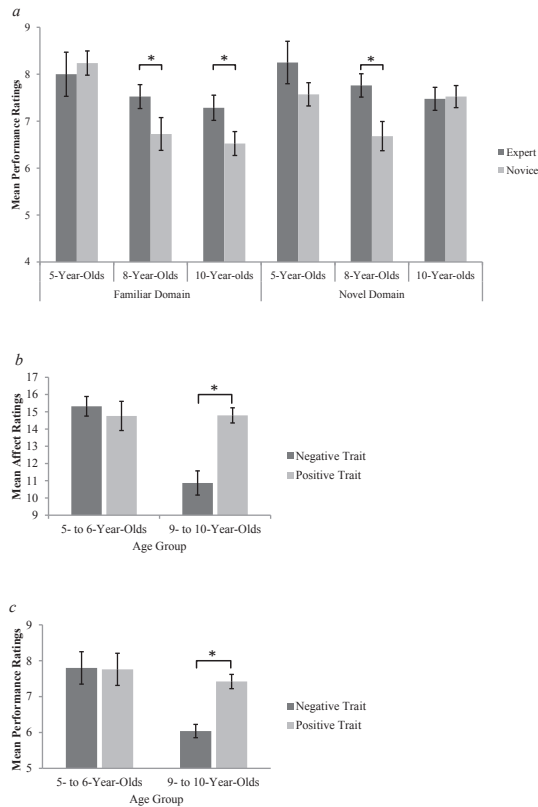 a
Mean Performance Ratings
9
8
7
6
5
4
5-Year-Olds 8-Year-Olds 10-Year-olds 5-Year-Olds 8-Year-Olds 10-Year-Olds
Familiar Domain Novel Domain
* * *
Expert
Novice
b
Mean Affect Ratings
17
16
15
14
13
12
11
10
9
*
5- to 6-Year-Olds 9- to 10-Year-Olds
Age Group
Negative Trait
Positive Trait
c
Mean Performance Ratings
9
8
7
6
5
*
5- to 6-Year-Olds 9- to 10-Year-Olds
Age Group
Negative Trait
Positive Trait